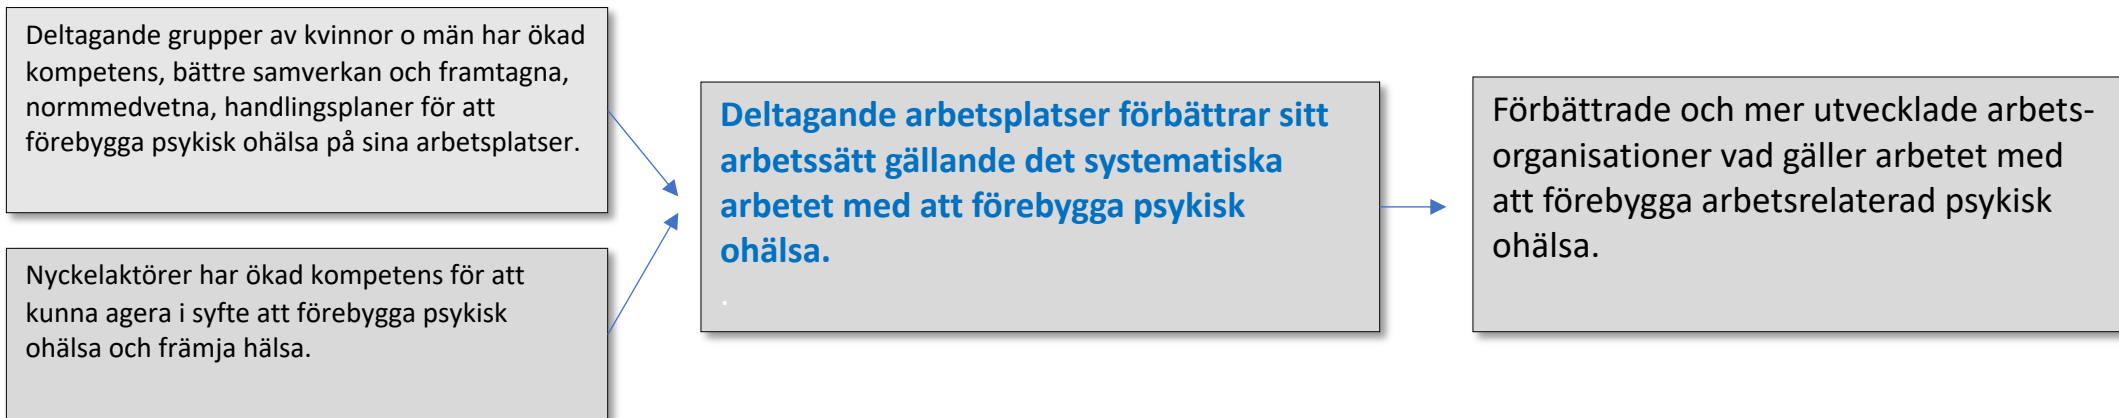 Deltagande grupper av kvinnor o män har ökad
kompetens, bättre samverkan och framtagna,
normmedvetna, handlingsplaner för att
förebygga psykisk ohälsa på sina arbetsplatser.
Nyckelaktörer har ökad kompetens för att
kunna agera i syfte att förebygga psykisk
ohälsa och främja hälsa.
Deltagande arbetsplatser förbättrar sitt
arbetssätt gällande det systematiska
arbetet med att förebygga psykisk
ohälsa.
.
Förbättrade och mer utvecklade arbets-
organisationer vad gäller arbetet med
att förebygga arbetsrelaterad psykisk
ohälsa.